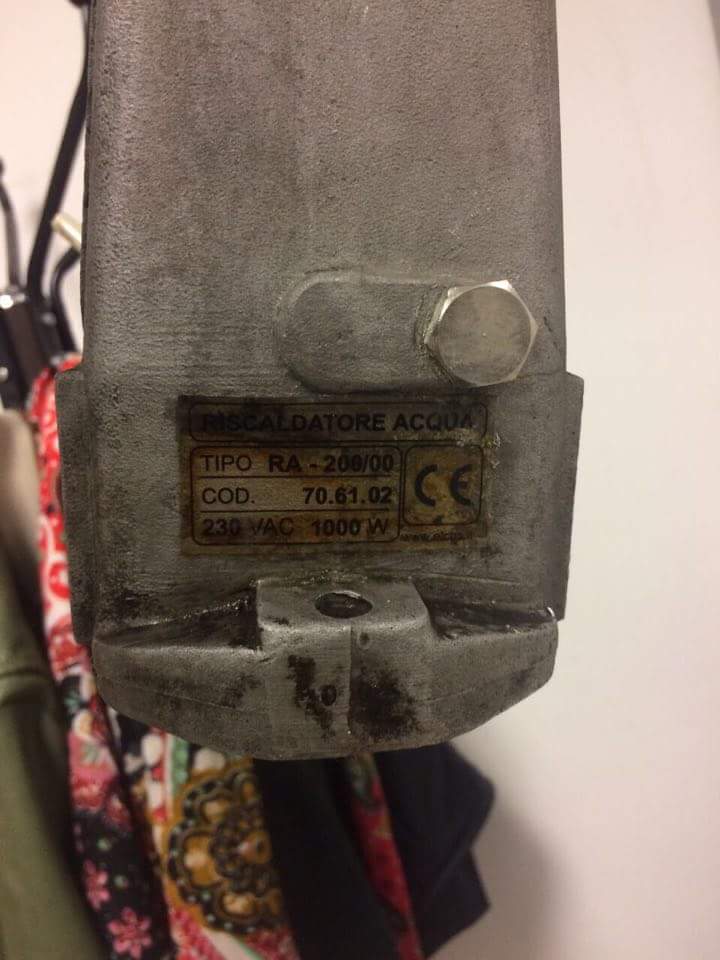 RISCALDATORE ACQUA
TIPO RA - 200/00
COD. 70.61.02
CE
230 VAC 1000 W